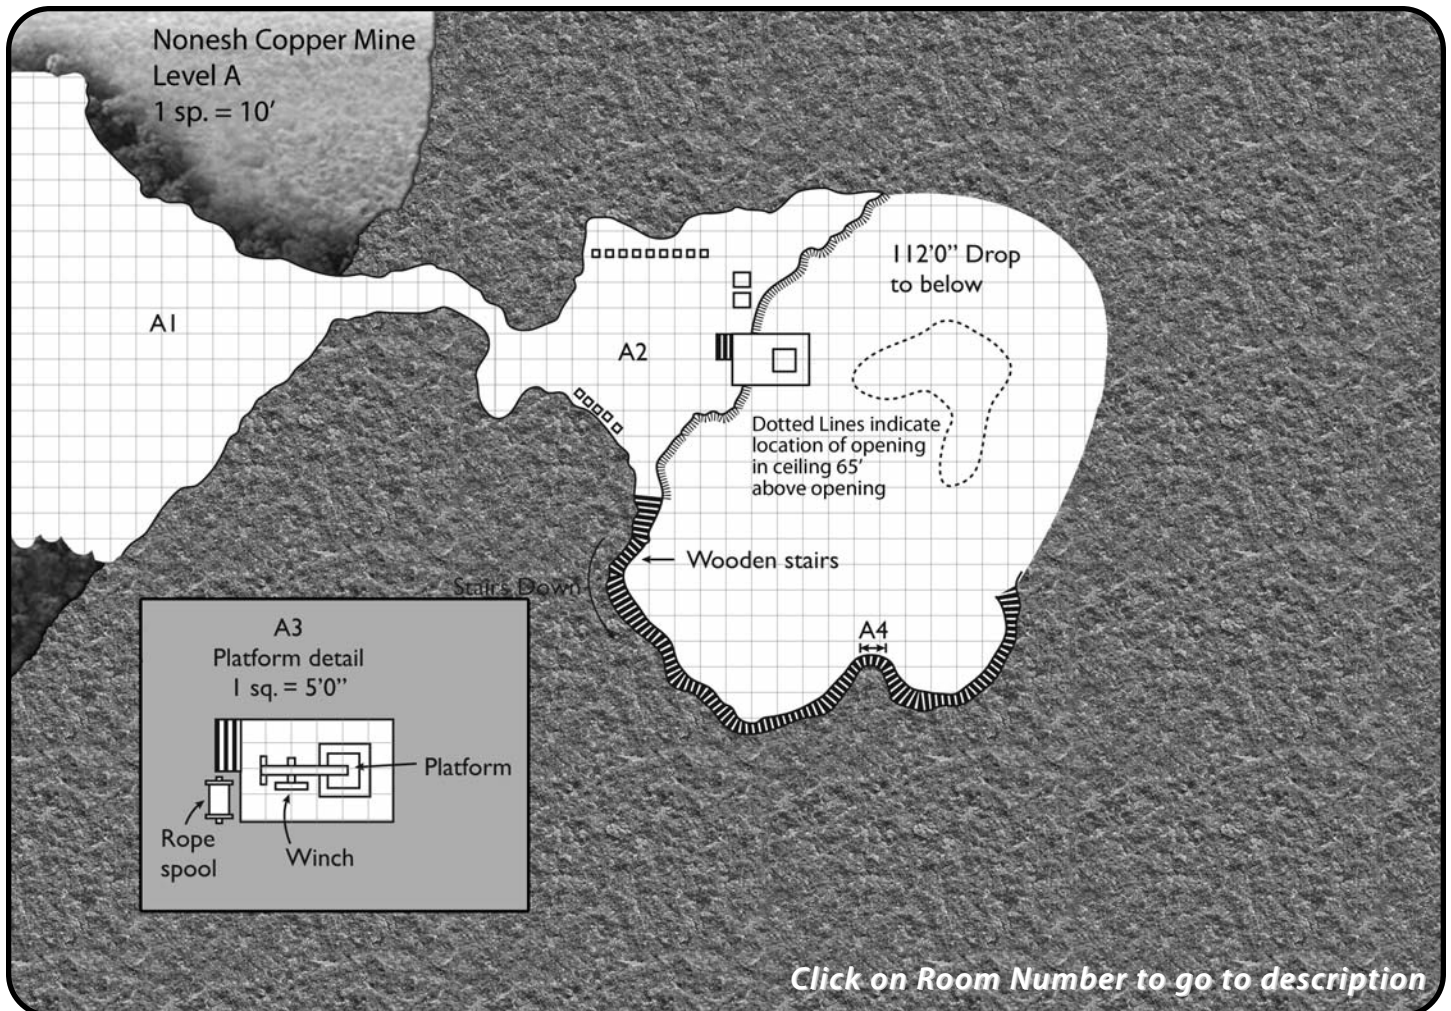 Nonesh Copper Mine
Level A
1 sp. = 10’
A1
A2
112’0” Drop
to below
Dotted Lines indicate
location of opening
in ceiling 65’
above opening
Wooden stairs
Stairs Down
A4
A3
Platform detail
1 sq. = 5’0”
Platform
Rope
spool
Winch
Click on Room Number to go to description